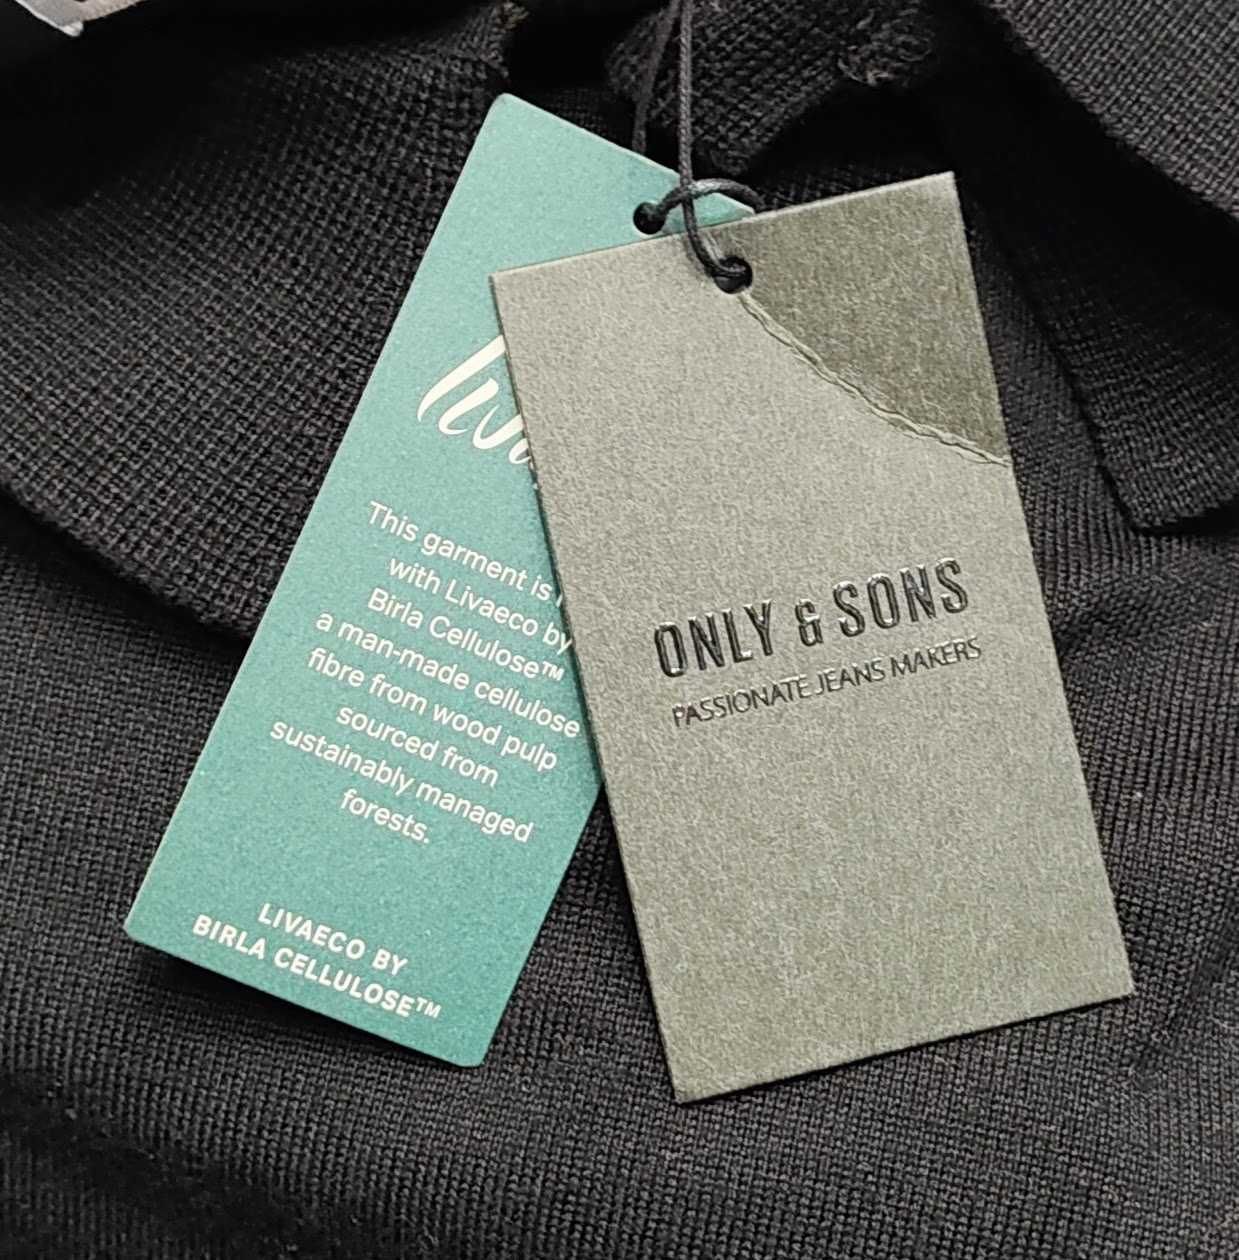 This garment is
with Livaeco by
Birla Cellulose™
a man-made cellulose
fibre from wood pulp
sourced from
sustainably managed
forests.
LIVAECO BY
BIRLA CELLULOSE™
ONLY & SONS
PASSIONATE JEANS MAKERS